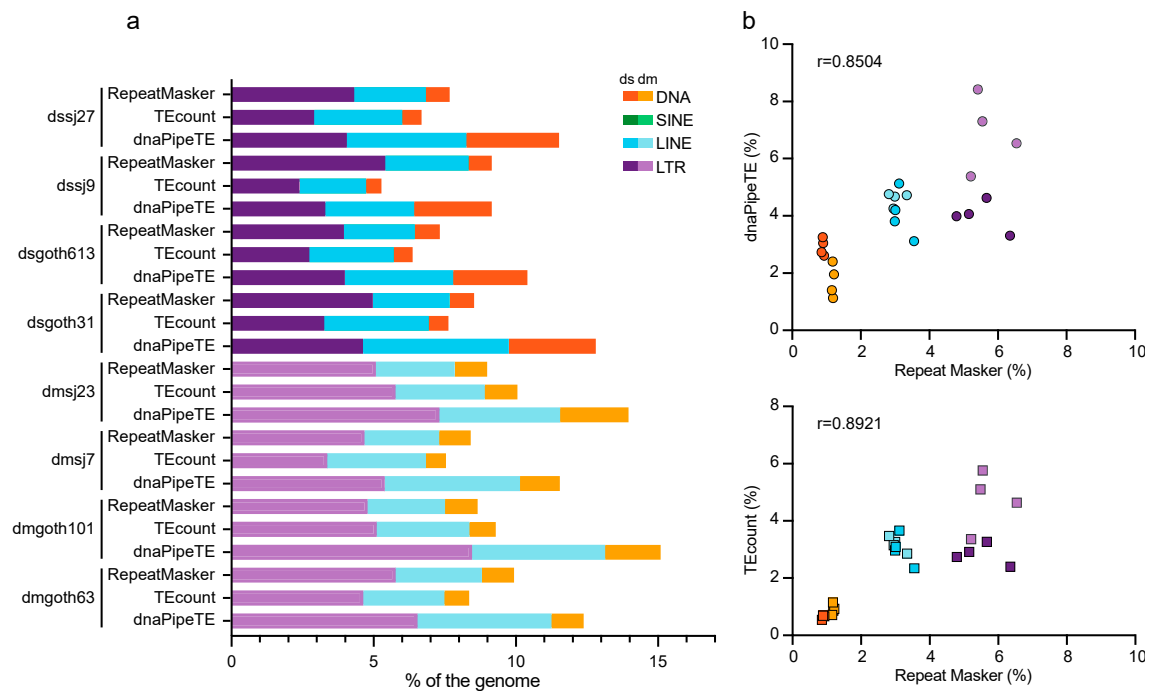 a
ds dm
DNA
SINE
LINE
LTR
dssj27
RepeatMasker
TEcount
dnaPipeTE
dssj9
RepeatMasker
TEcount
dnaPipeTE
dsgoth613
RepeatMasker
TEcount
dnaPipeTE
dsgoth31
RepeatMasker
TEcount
dnaPipeTE
dmsj23
RepeatMasker
TEcount
dnaPipeTE
dmsj7
RepeatMasker
TEcount
dnaPipeTE
dmgoth101
RepeatMasker
TEcount
dnaPipeTE
dmgoth63
RepeatMasker
TEcount
dnaPipeTE
0 5 10 15
% of the genome
b
r=0.8504
dnaPipeTE (%)
10
8
6
4
2
0
0 2 4 6 8 10
Repeat Masker (%)
r=0.8921
TEcount (%)
8
6
4
2
0
0 2 4 6 8 10
Repeat Masker (%)